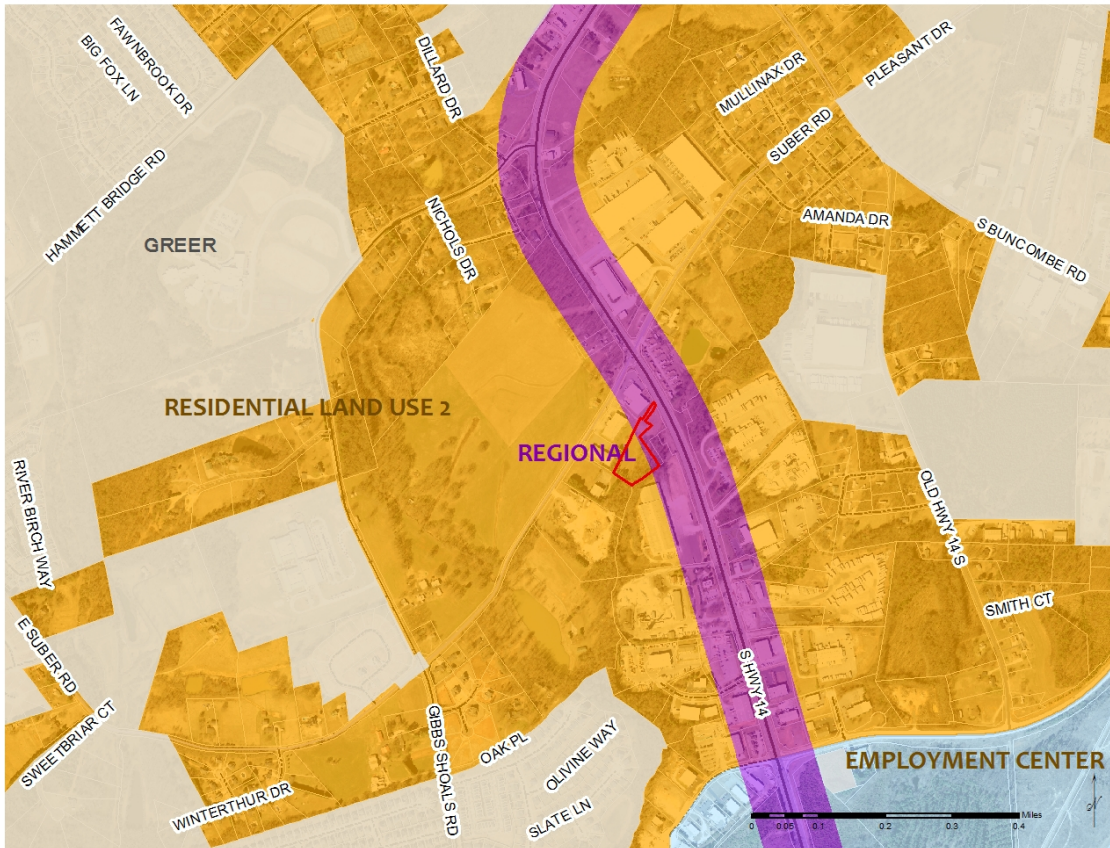 FAWNBROOK DR
BIG FOX LN
DILLARD DR
MULLINAX DR
PLEASANT DR
SUBER RD
HAMMETT BRIDGE RD
NICHOLS DR
AMANDA DR
S BUNCOMBE RD
GREER
RESIDENTIAL LAND USE 2
REGIONAL
RIVER BIRCH WAY
OLD HWY 14 S
SMITH CT
E SUBER RD
S HWY 14
SWEETBRIAR CT
GIBBS SHOALS RD
OAK PL
OLIVINE WAY
EMPLOYMENT CENTER
WINTERTHUR DR
SLATE LN
N
Miles
0 0.05 0.1 0.2 0.3 0.4